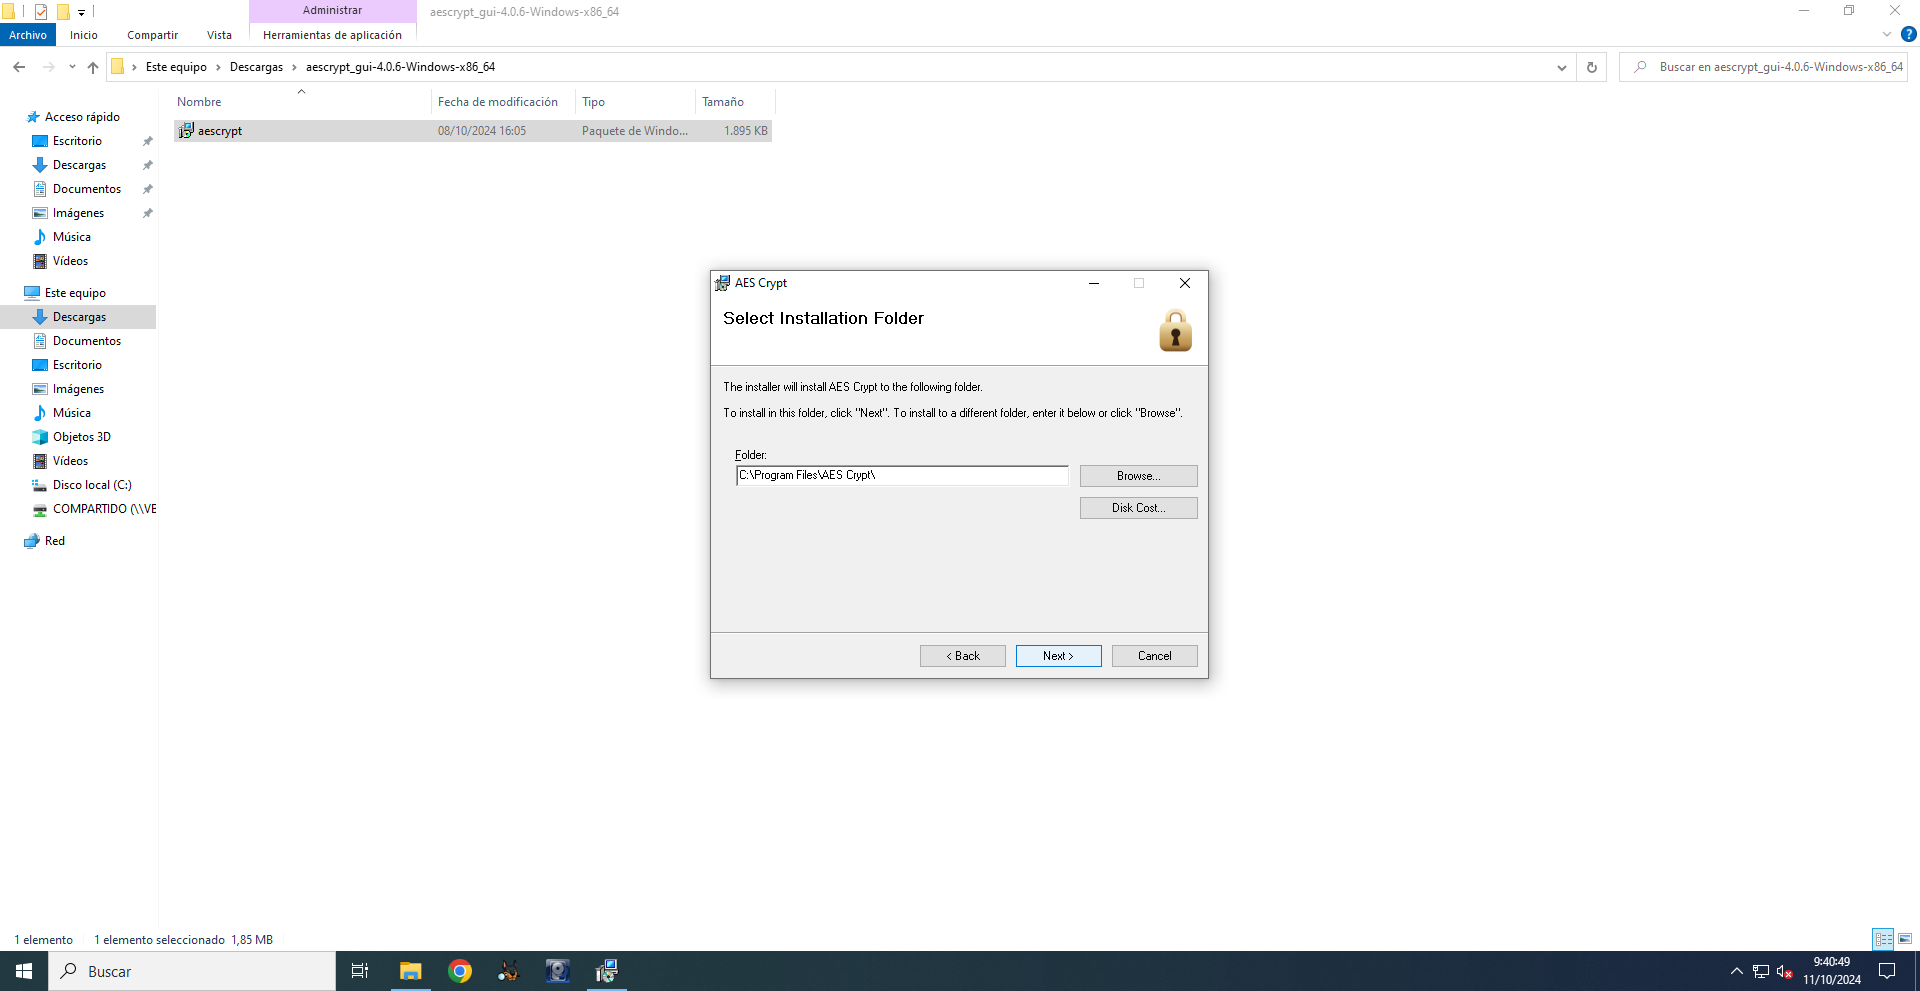 Administrar
aescrypt_gui-4.0.6-Windows-x86_64
Archivo
Inicio
Compartir
Vista
Herramientas de aplicación
Este equipo
Descargas
aescrypt_gui-4.0.6-Windows-x86_64
Buscar en aescrypt_gui-4.0.6-Windows-x86_64
Nombre
Fecha de modificación
Tipo
Tamaño
aescrypt
08/10/2024 16:05
Paquete de Windo...
1.895 KB
Acceso rápido
Escritorio
Descargas
Documentos
Imágenes
Música
Vídeos
Este equipo
Descargas
Documentos
Escritorio
Imágenes
Música
Objetos 3D
Vídeos
Disco local (C:)
COMPARTIDO (\\VE
Red
AES Crypt
Select Installation Folder
The installer will install AES Crypt to the following folder.
To install in this folder, click "Next". To install to a different folder, enter it below or click "Browse".
Folder:
C:\Program Files\AES Crypt\
Browse...
Disk Cost...
< Back
Next >
Cancel
1 elemento
1 elemento seleccionado 1,85 MB
Buscar
9:40:49
11/10/2024